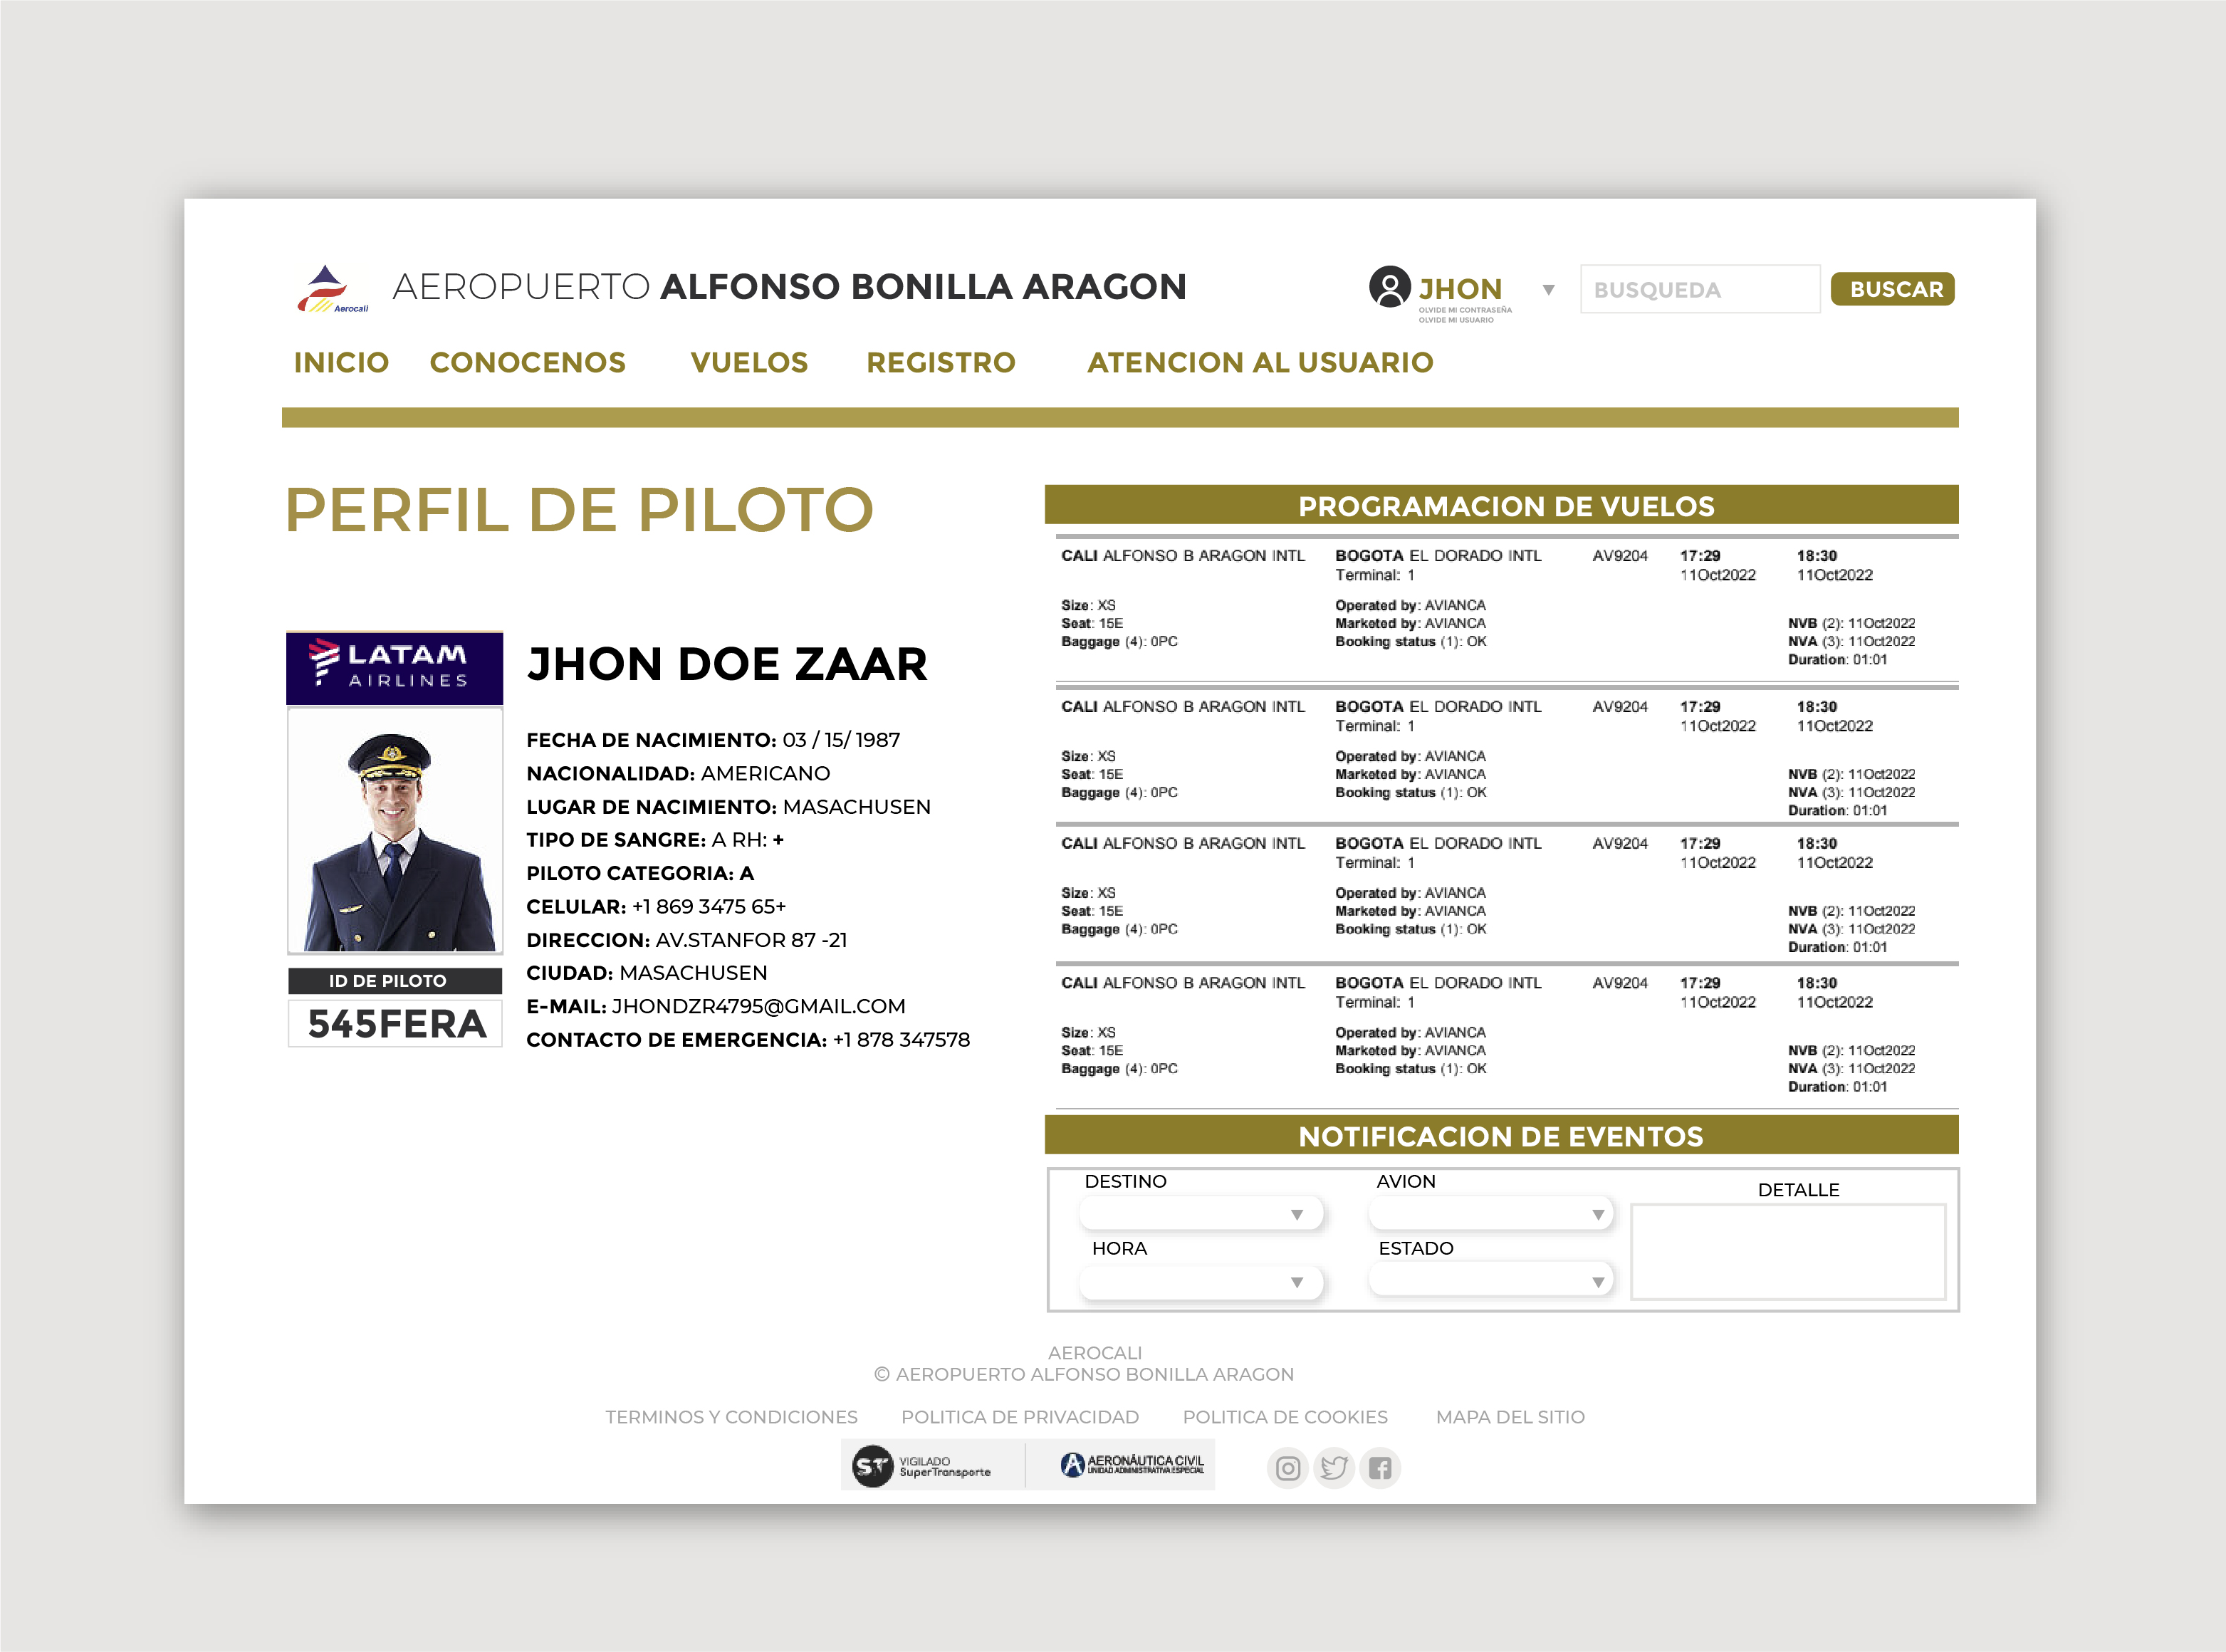 Aerocali
AEROPUERTO ALFONSO BONILLA ARAGON
JHON
OLVIDE MI CONTRASEÑA
OLVIDE MI USUARIO
BUSQUEDA
BUSCAR
INICIO CONOCENOS VUELOS REGISTRO ATENCION AL USUARIO
PERFIL DE PILOTO
LATAM
AIRLINES
ID DE PILOTO
545FERA
JHON DOE ZAAR
FECHA DE NACIMIENTO: 03 / 15/ 1987
NACIONALIDAD: AMERICANO
LUGAR DE NACIMIENTO: MASACHUSEN
TIPO DE SANGRE: A RH: +
PILOTO CATEGORIA: A
CELULAR: +1 869 3475 65+
DIRECCION: AV.STANFOR 87 -21
CIUDAD: MASACHUSEN
E-MAIL: JHONDZR4795@GMAIL.COM
CONTACTO DE EMERGENCIA: +1 878 347578
PROGRAMACION DE VUELOS
CALI ALFONSO B ARAGON INTL BOGOTA EL DORADO INTL AV9204 17:29 18:30
Terminal: 1 11Oct2022 11Oct2022
Size: XS Operated by: AVIANCA
Seat: 15E Marketed by: AVIANCA NVB (2): 11Oct2022
Baggage (4): 0PC Booking status (1): OK NVA (3): 11Oct2022
Duration: 01:01
CALI ALFONSO B ARAGON INTL BOGOTA EL DORADO INTL AV9204 17:29 18:30
Terminal: 1 11Oct2022 11Oct2022
Size: XS Operated by: AVIANCA
Seat: 15E Marketed by: AVIANCA NVB (2): 11Oct2022
Baggage (4): 0PC Booking status (1): OK NVA (3): 11Oct2022
Duration: 01:01
CALI ALFONSO B ARAGON INTL BOGOTA EL DORADO INTL AV9204 17:29 18:30
Terminal: 1 11Oct2022 11Oct2022
Size: XS Operated by: AVIANCA
Seat: 15E Marketed by: AVIANCA NVB (2): 11Oct2022
Baggage (4): 0PC Booking status (1): OK NVA (3): 11Oct2022
Duration: 01:01
CALI ALFONSO B ARAGON INTL BOGOTA EL DORADO INTL AV9204 17:29 18:30
Terminal: 1 11Oct2022 11Oct2022
Size: XS Operated by: AVIANCA
Seat: 15E Marketed by: AVIANCA NVB (2): 11Oct2022
Baggage (4): 0PC Booking status (1): OK NVA (3): 11Oct2022
Duration: 01:01
NOTIFICACION DE EVENTOS
DESTINO AVION DETALLE
HORA ESTADO
AEROCALI
© AEROPUERTO ALFONSO BONILLA ARAGON
TERMINOS Y CONDICIONES POLITICA DE PRIVACIDAD POLITICA DE COOKIES MAPA DEL SITIO
ST VIGILADO
SuperTransporte
AERONÁUTICA CIVIL
UNIDAD ADMINISTRATIVA ESPECIAL